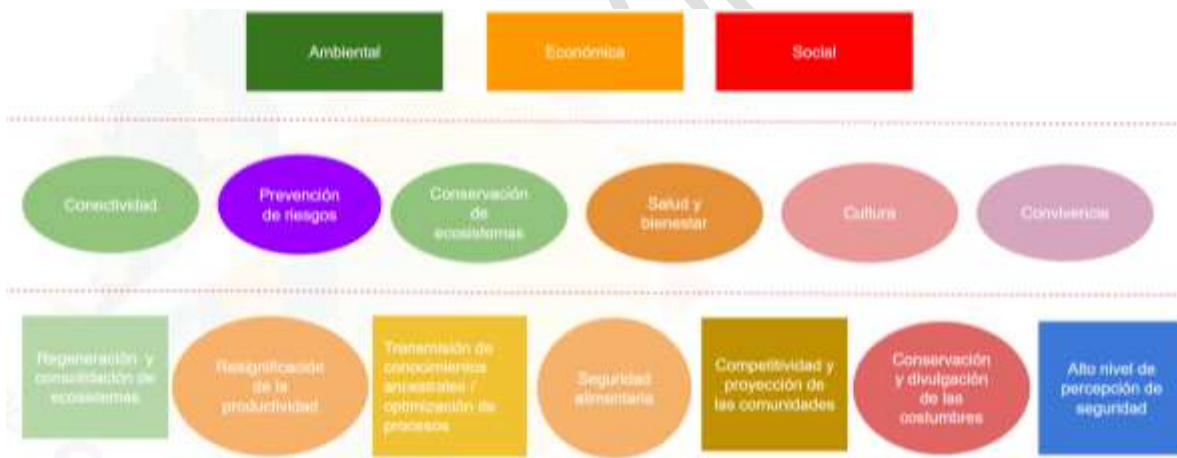 Ambiental
Económica
Social
Conectividad
Prevención
de riesgos
Conservación
de
ecosistemas
Salud y
bienestar
Cultura
Convivencia
Regeneración y
consolidación de
ecosistemas
Resignificación
de la
productividad
Transmisión de
conocimientos
ancestrales /
optimización de
procesos
Seguridad
alimentaria
Competitividad y
proyección de
las comunidades
Conservación
y divulgación
de las
costumbres
Alto nivel de
percepción de
seguridad